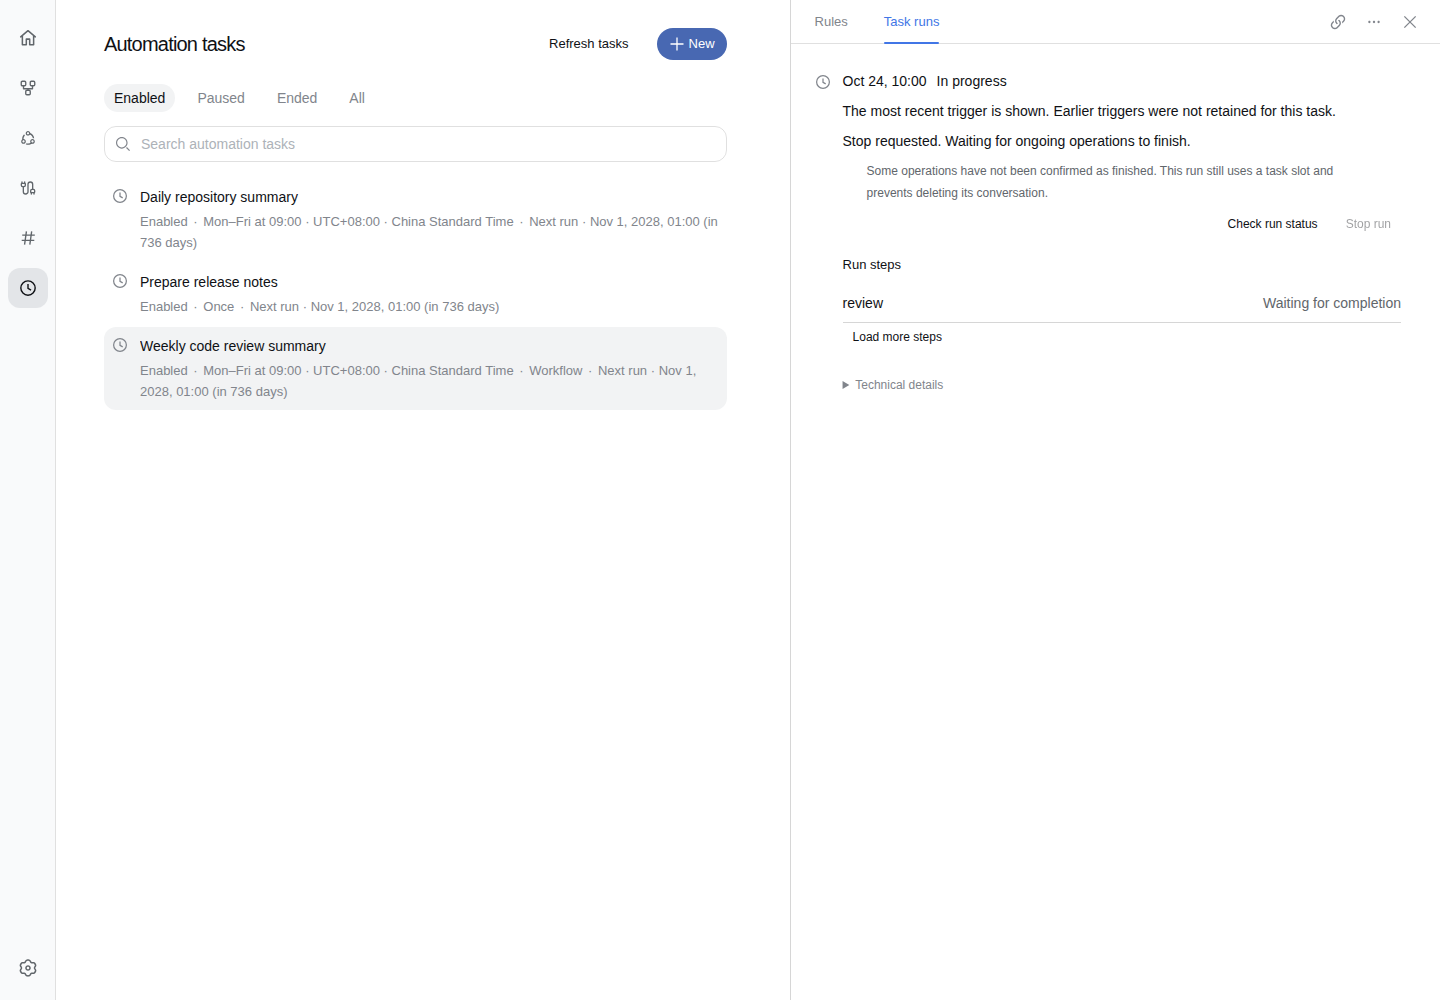 Automation tasks
Refresh tasks
New
Enabled
Paused
Ended
All
Search automation tasks
Daily repository summary
Enabled · Mon–Fri at 09:00 · UTC+08:00 · China Standard Time · Next run · Nov 1, 2028, 01:00 (in
736 days)
Prepare release notes
Enabled · Once · Next run · Nov 1, 2028, 01:00 (in 736 days)
Weekly code review summary
Enabled · Mon–Fri at 09:00 · UTC+08:00 · China Standard Time · Workflow · Next run · Nov 1,
2028, 01:00 (in 736 days)
Rules
Task runs
Oct 24, 10:00 In progress
The most recent trigger is shown. Earlier triggers were not retained for this task.
Stop requested. Waiting for ongoing operations to finish.
Some operations have not been confirmed as finished. This run still uses a task slot and
prevents deleting its conversation.
Check run status
Stop run
Run steps
review
Waiting for completion
Load more steps
Technical details